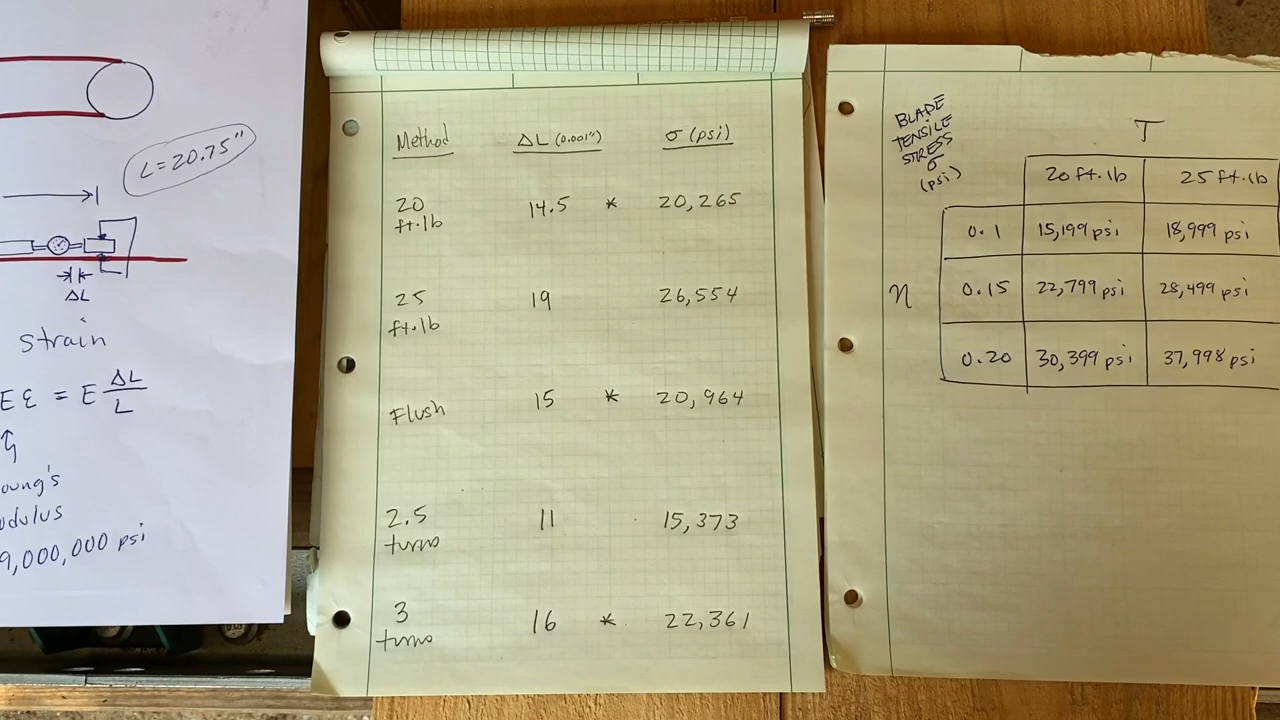 L = 20.75"
ΔL
strain
Eε = E ΔL/L
oung's
odulus
9,000,000 psi
Method ΔL (0.001") σ (psi)
20 ft.lb 14.5 * 20,265
25 ft.lb 19 26,554
Flush 15 * 20,964
2.5 turns 11 15,373
3 turns 16 * 22,361
BLADE
TENSILE
STRESS
σ
(psi)
T
20 ft.lb 25 ft.lb
0.1 15,199 psi 18,999 psi
η 0.15 22,799 psi 28,499 psi
0.20 30,399 psi 37,998 psi